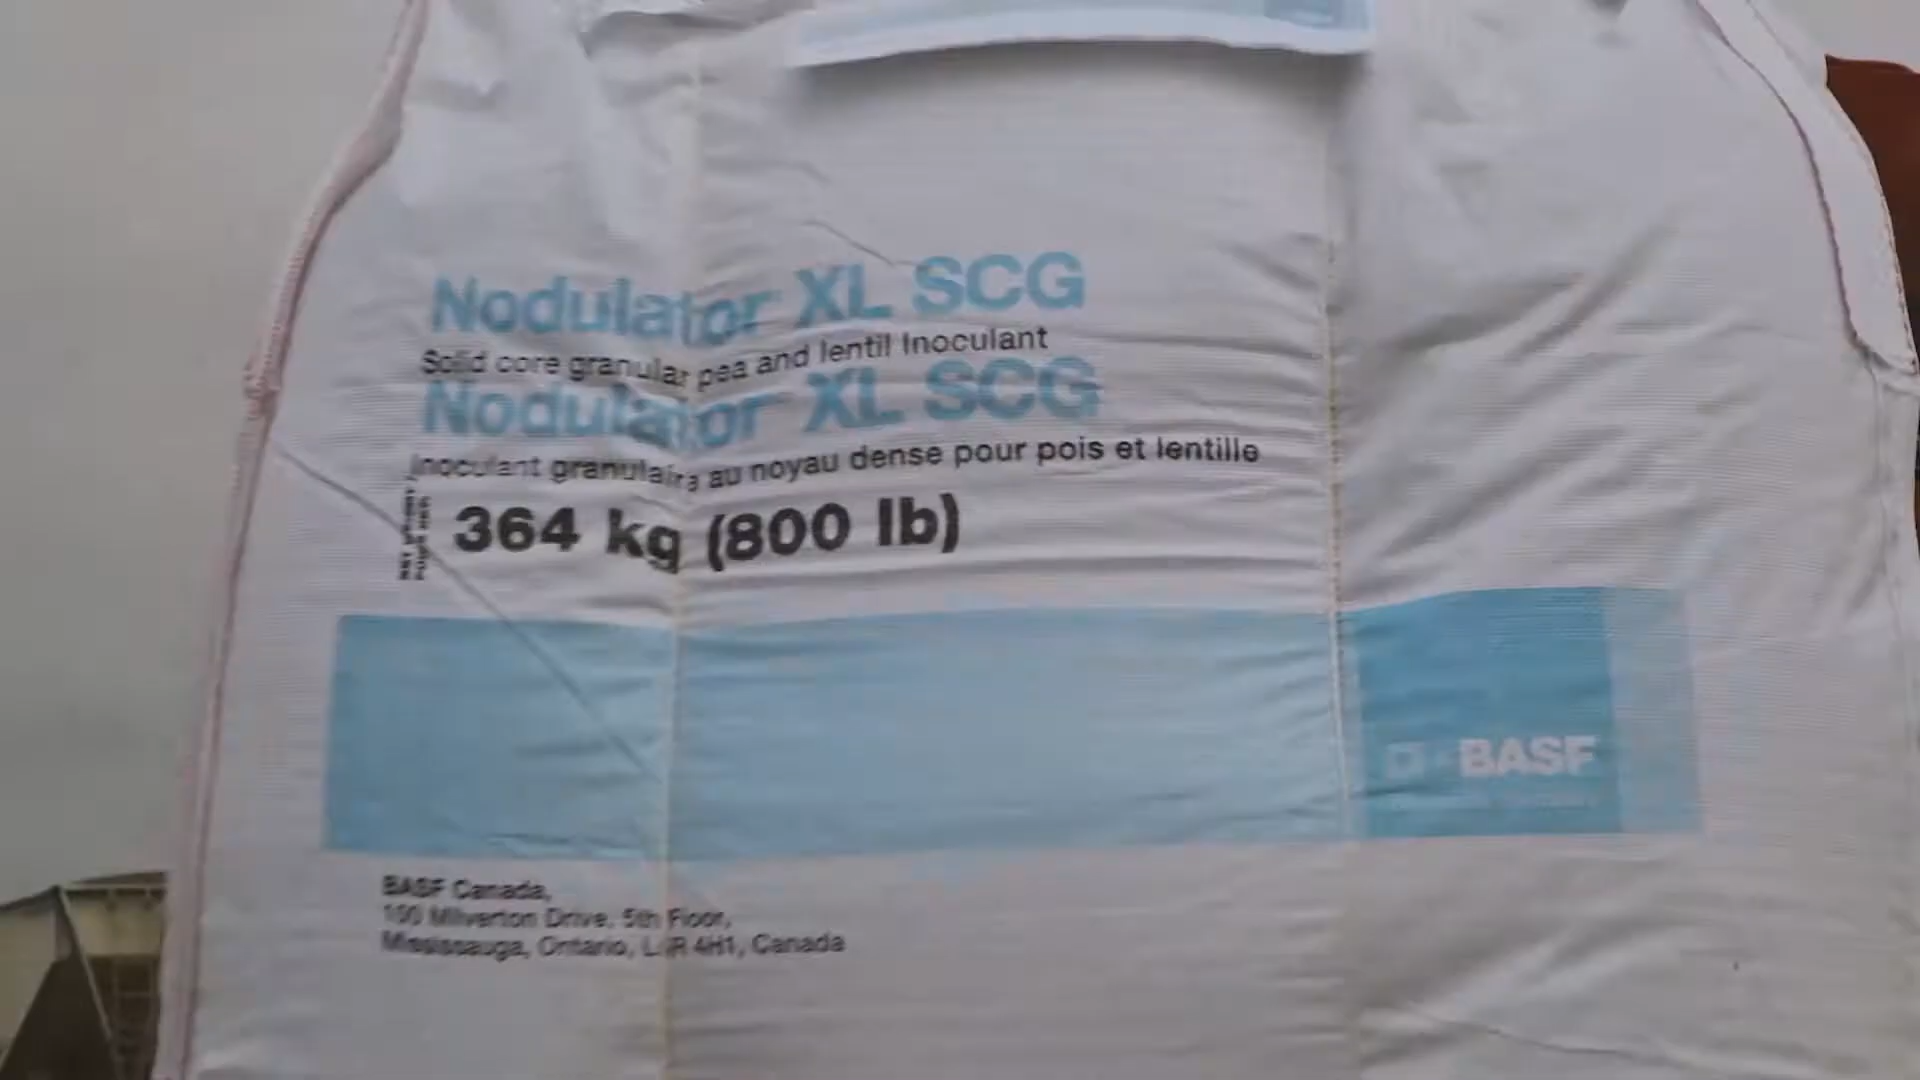 Nodulator XL SCG
Solid core granular pea and lentil Inoculant
Nodulator XL SCG
Inoculant granulaire au noyau dense pour pois et lentille
364 kg (800 lb)
BASF
BASF Canada,
100 Milverton Drive, 5th Floor,
Mississauga, Ontario, L R 4H1, Canada